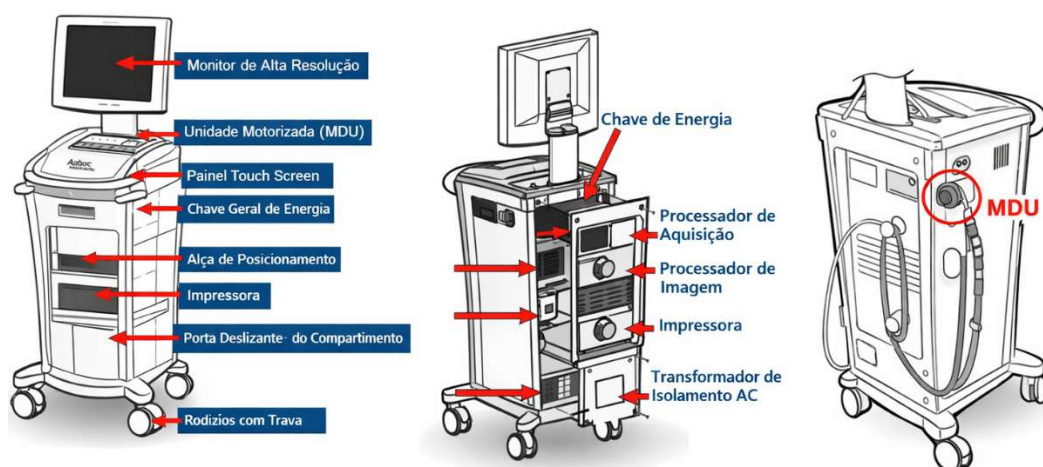 Monitor de Alta Resolução
Unidade Motorizada (MDU)
Painel Touch Screen
Chave Geral de Energia
Alça de Posicionamento
Impressora
Porta Deslizante· do Compartimento
Rodizíos com Trava
Chave de Energia
Processador de
Aquisição
Processador de
Imagem
Impressora
Transformador de
Isolamento AC
MDU